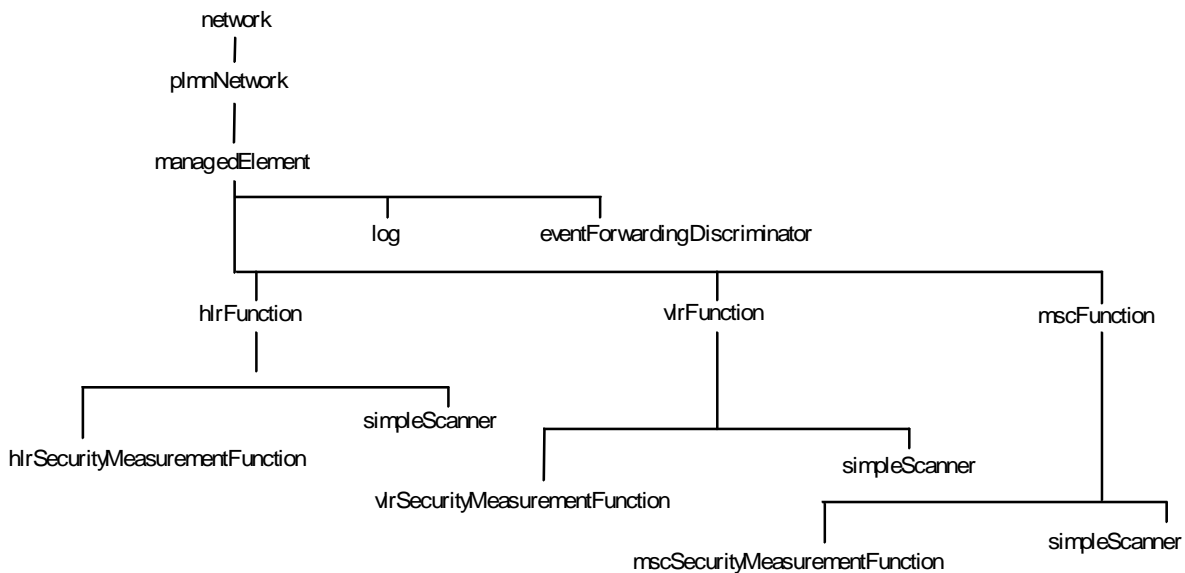 network
plmnNetwork
managedElement
log
eventForwardingDiscriminator
hlrFunction
vlrFunction
mscFunction
simpleScanner
hlrSecurityMeasurementFunction
simpleScanner
vlrSecurityMeasurementFunction
simpleScanner
mscSecurityMeasurementFunction